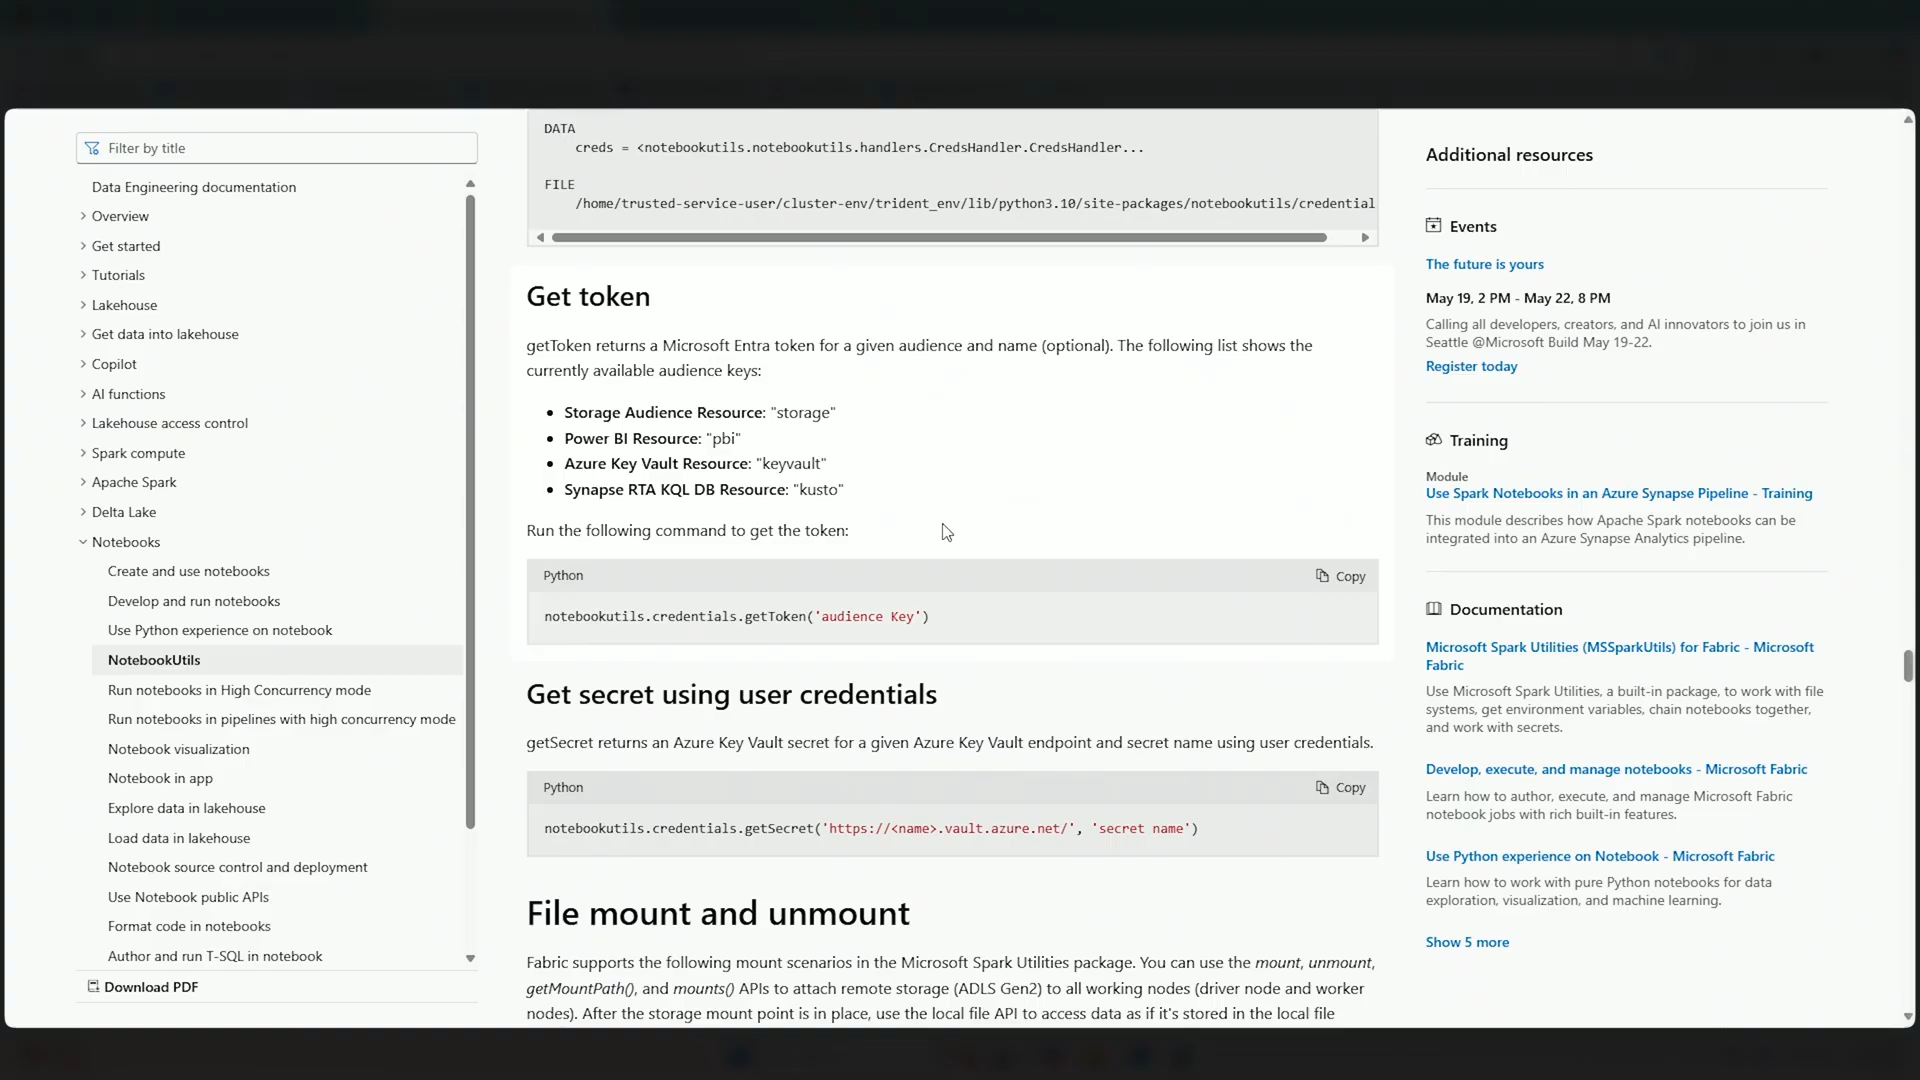 Filter by title
Data Engineering documentation
Overview
Get started
Tutorials
Lakehouse
Get data into lakehouse
Copilot
AI functions
Lakehouse access control
Spark compute
Apache Spark
Delta Lake
Notebooks
Create and use notebooks
Develop and run notebooks
Use Python experience on notebook
NotebookUtils
Run notebooks in High Concurrency mode
Run notebooks in pipelines with high concurrency mode
Notebook visualization
Notebook in app
Explore data in lakehouse
Load data in lakehouse
Notebook source control and deployment
Use Notebook public APIs
Format code in notebooks
Author and run T-SQL in notebook
Download PDF
DATA
creds = <notebookutils.notebookutils.handlers.CredsHandler.CredsHandler...
FILE
/home/trusted-service-user/cluster-env/trident_env/lib/python3.10/site-packages/notebookutils/credential
Get token
getToken returns a Microsoft Entra token for a given audience and name (optional). The following list shows the
currently available audience keys:
• Storage Audience Resource: "storage"
• Power BI Resource: "pbi"
• Azure Key Vault Resource: "keyvault"
• Synapse RTA KQL DB Resource: "kusto"
Run the following command to get the token:
Python
Copy
notebookutils.credentials.getToken('audience Key')
Get secret using user credentials
getSecret returns an Azure Key Vault secret for a given Azure Key Vault endpoint and secret name using user credentials.
Python
Copy
notebookutils.credentials.getSecret('https://<name>.vault.azure.net/', 'secret name')
File mount and unmount
Fabric supports the following mount scenarios in the Microsoft Spark Utilities package. You can use the mount, unmount,
getMountPath(), and mounts() APIs to attach remote storage (ADLS Gen2) to all working nodes (driver node and worker
nodes). After the storage mount point is in place, use the local file API to access data as if it's stored in the local file
Additional resources
Events
The future is yours
May 19, 2 PM - May 22, 8 PM
Calling all developers, creators, and AI innovators to join us in
Seattle @Microsoft Build May 19-22.
Register today
Training
Module
Use Spark Notebooks in an Azure Synapse Pipeline - Training
This module describes how Apache Spark notebooks can be
integrated into an Azure Synapse Analytics pipeline.
Documentation
Microsoft Spark Utilities (MSSparkUtils) for Fabric - Microsoft
Fabric
Use Microsoft Spark Utilities, a built-in package, to work with file
systems, get environment variables, chain notebooks together,
and work with secrets.
Develop, execute, and manage notebooks - Microsoft Fabric
Learn how to author, execute, and manage Microsoft Fabric
notebook jobs with rich built-in features.
Use Python experience on Notebook - Microsoft Fabric
Learn how to work with pure Python notebooks for data
exploration, visualization, and machine learning.
Show 5 more